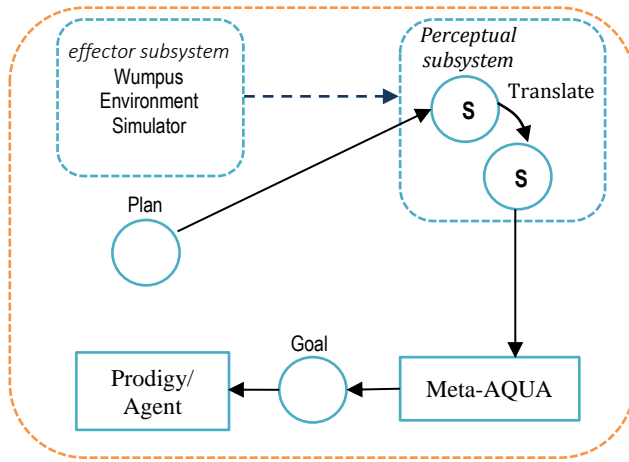 effector subsystem
Wumpus
Environment
Simulator
Perceptual
subsystem
S
Translate
S
Plan
Goal
Prodigy/
Agent
Meta-AQUA